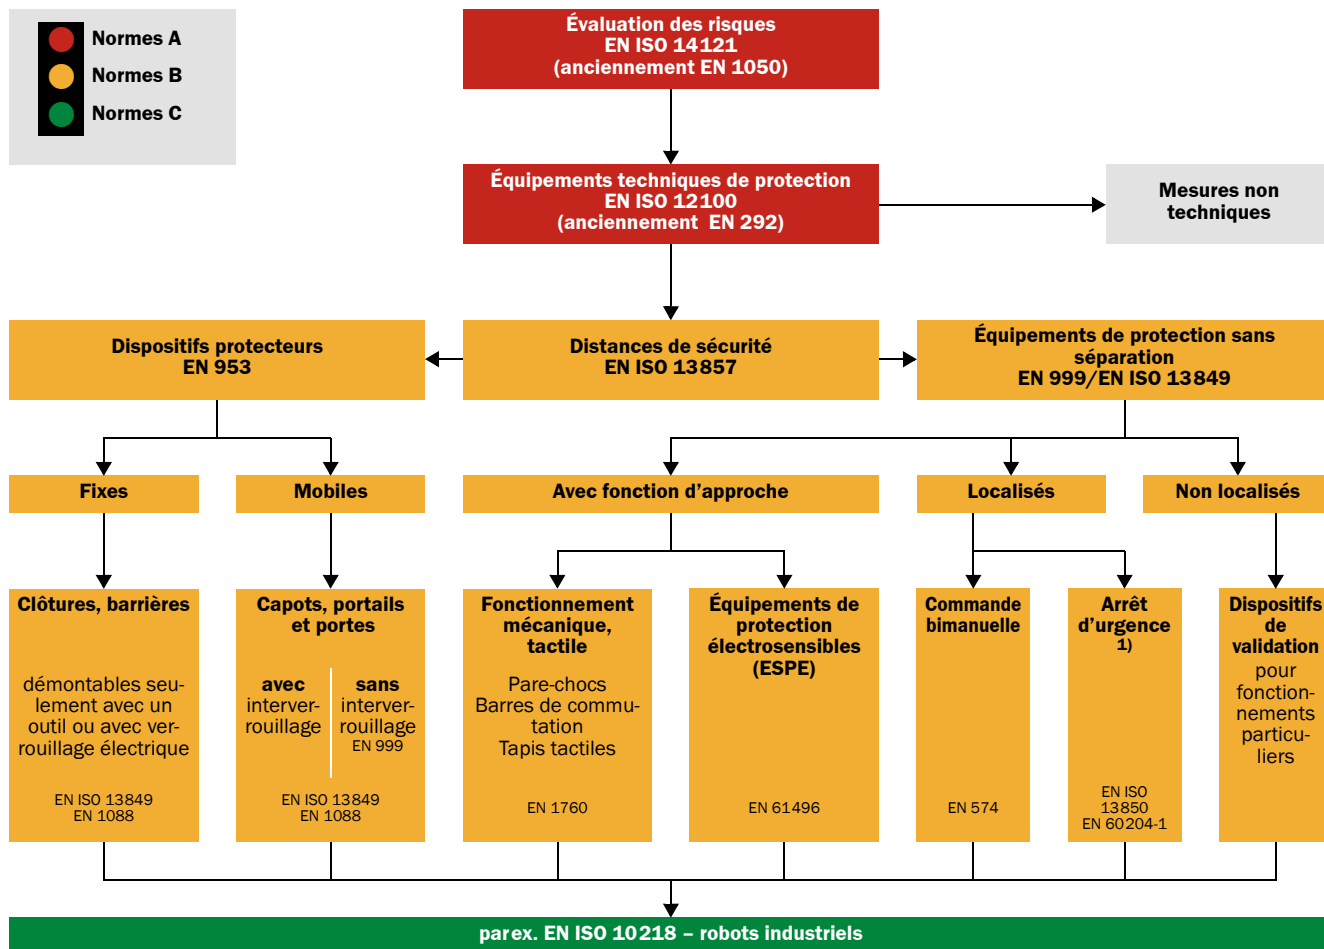 Normes A
Normes B
Normes C
Évaluation des risques
EN ISO 14121
(anciennement EN 1050)
Équipements techniques de protection
EN ISO 12100
(anciennement EN 292)
Mesures non
techniques
Dispositifs protecteurs
EN 953
Distances de sécurité
EN ISO 13857
Équipements de protection sans
séparation
EN 999/EN ISO 13849
Fixes
Mobiles
Avec fonction d’approche
Localisés
Non localisés
Clôtures, barrières
démontables seu-
lement avec un
outil ou avec ver-
rouillage électrique
EN ISO 13849
EN 1088
Capots, portails
et portes
avec
interver-
rouillage
sans
interver-
rouillage
EN 999
EN ISO 13849
EN 1088
Fonctionnement
mécanique,
tactile
Pare-chocs
Barres de commu-
tation
Tapis tactiles
EN 1760
Équipements de
protection
électrosensibles
(ESPE)
EN 61496
Commande
bimanuelle
EN 574
Arrêt
d’urgence
1)
EN ISO
13850
EN 60204-1
Dispositifs
de
validation
pour
fonction-
nements
particu-
liers
parex. EN ISO 10218 – robots industriels